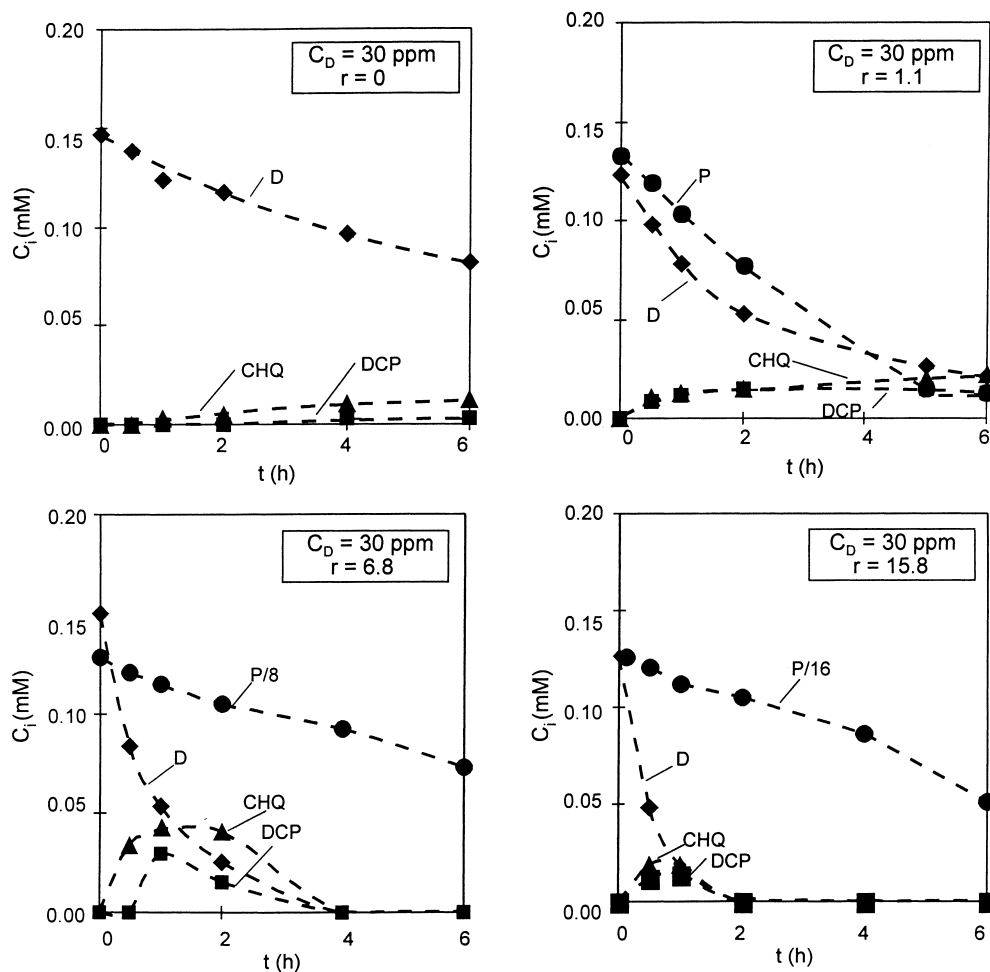 0.20
C_D = 30 ppm
r = 0
0.15
D
0.10
C_i (mM)
0.05
CHQ
DCP
0.00
0 2 4 6
t (h)
0.20
C_D = 30 ppm
r = 1.1
0.15
P
0.10
C_i (mM)
D
0.05
CHQ
DCP
0.00
0 2 4 6
t (h)
0.20
C_D = 30 ppm
r = 6.8
0.15
P/8
0.10
C_i (mM)
D
0.05
CHQ
DCP
0.00
0 2 4 6
t (h)
0.20
C_D = 30 ppm
r = 15.8
0.15
P/16
0.10
C_i (mM)
D
0.05
CHQ
DCP
0.00
0 2 4 6
t (h)